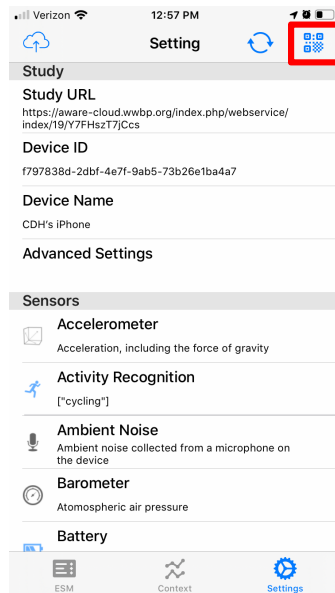 Verizon 12:57 PM
Setting
Study
Study URL
https://aware-cloud.wwbp.org/index.php/webservice/
index/19/Y7FHszT7jCcs
Device ID
f797838d-2dbf-4e7f-9ab5-73b26e1ba4a7
Device Name
CDH's iPhone
Advanced Settings
Sensors
Accelerometer
Acceleration, including the force of gravity
Activity Recognition
["cycling"]
Ambient Noise
Ambient noise collected from a microphone on
the device
Barometer
Atomospheric air pressure
Battery
ESM Context Settings